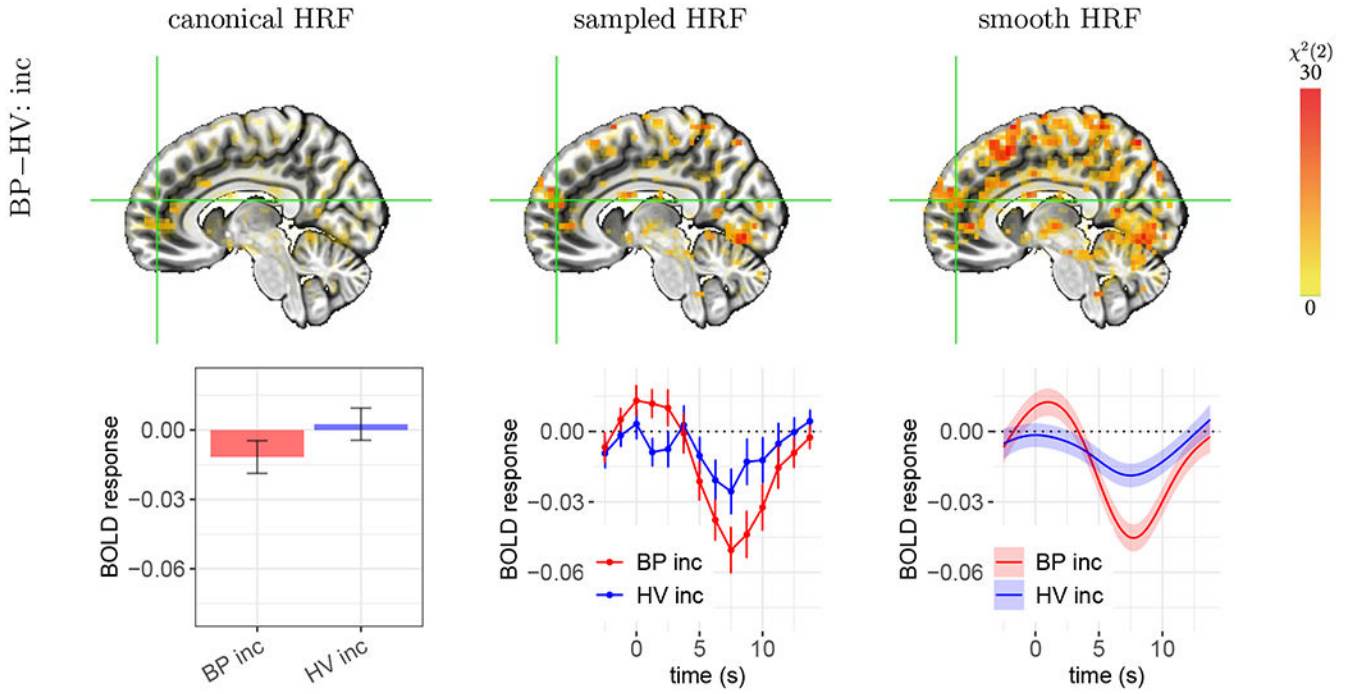 canonical HRF
sampled HRF
smooth HRF
BP−HV: inc
χ²(2)
30
0
BOLD response
0.00
−0.03
−0.06
BP inc
HV inc
BOLD response
0.00
−0.03
−0.06
BP inc
HV inc
0
5
10
time (s)
BOLD response
0.00
−0.03
−0.06
BP inc
HV inc
0
5
10
time (s)